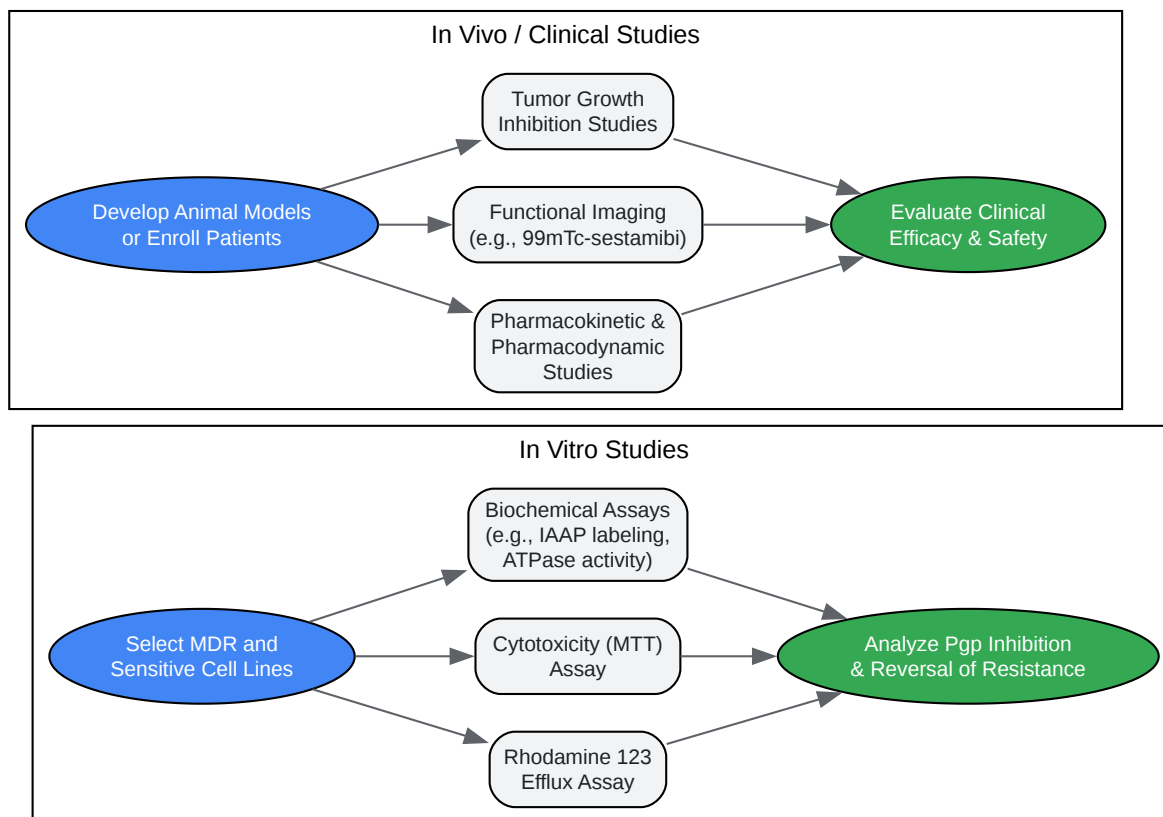 In Vivo / Clinical Studies
Tumor Growth
Inhibition Studies
Develop Animal Models
or Enroll Patients
Functional Imaging
(e.g., 99mTc-sestamibi)
Evaluate Clinical
Efficacy & Safety
Pharmacokinetic &
Pharmacodynamic
Studies
In Vitro Studies
Biochemical Assays
(e.g., IAAP labeling,
ATPase activity)
Select MDR and
Sensitive Cell Lines
Cytotoxicity (MTT)
Assay
Analyze Pgp Inhibition
& Reversal of Resistance
Rhodamine 123
Efflux Assay